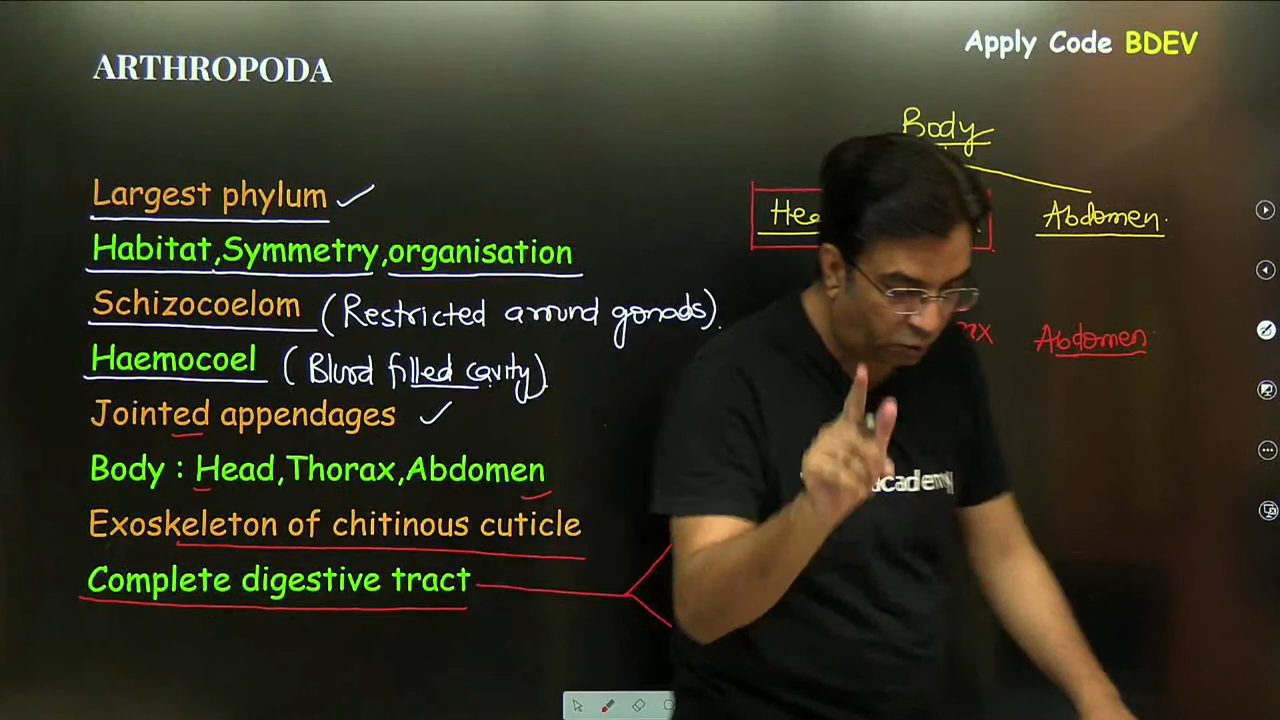 Apply Code BDEV
ARTHROPODA
Body
Largest phylum
Abdomen.
Habitat,Symmetry,organisation
Schizocoelom (Restricted around gonads).
Abdomen
Haemocoel (Blood filled cavity)
Jointed appendages
Body : Head,Thorax,Abdomen
academy
Exoskeleton of chitinous cuticle
Complete digestive tract